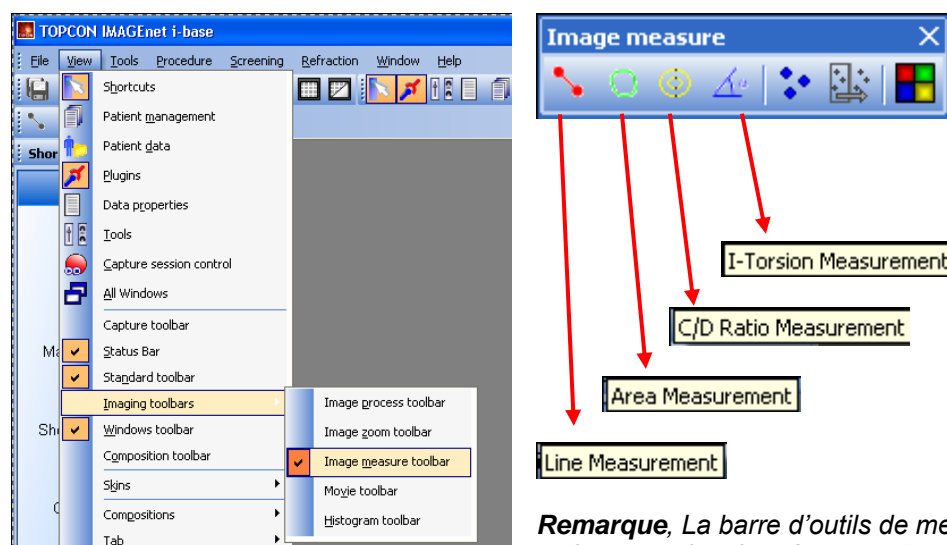 TOPCON IMAGEnet i-base
File View Tools Procedure Screening Refraction Window Help
Shortcuts
Patient management
Patient data
Shor
Plugins
Data properties
Tools
Capture session control
All Windows
Capture toolbar
Status Bar
Standard toolbar
Imaging toolbars
Windows toolbar
Composition toolbar
Skins
Compositions
Tab
Image process toolbar
Image zoom toolbar
Image measure toolbar
Movie toolbar
Histogram toolbar
Image measure
I-Torsion Measurement
C/D Ratio Measurement
Area Measurement
Line Measurement
Remarque, La barre d'outils de me